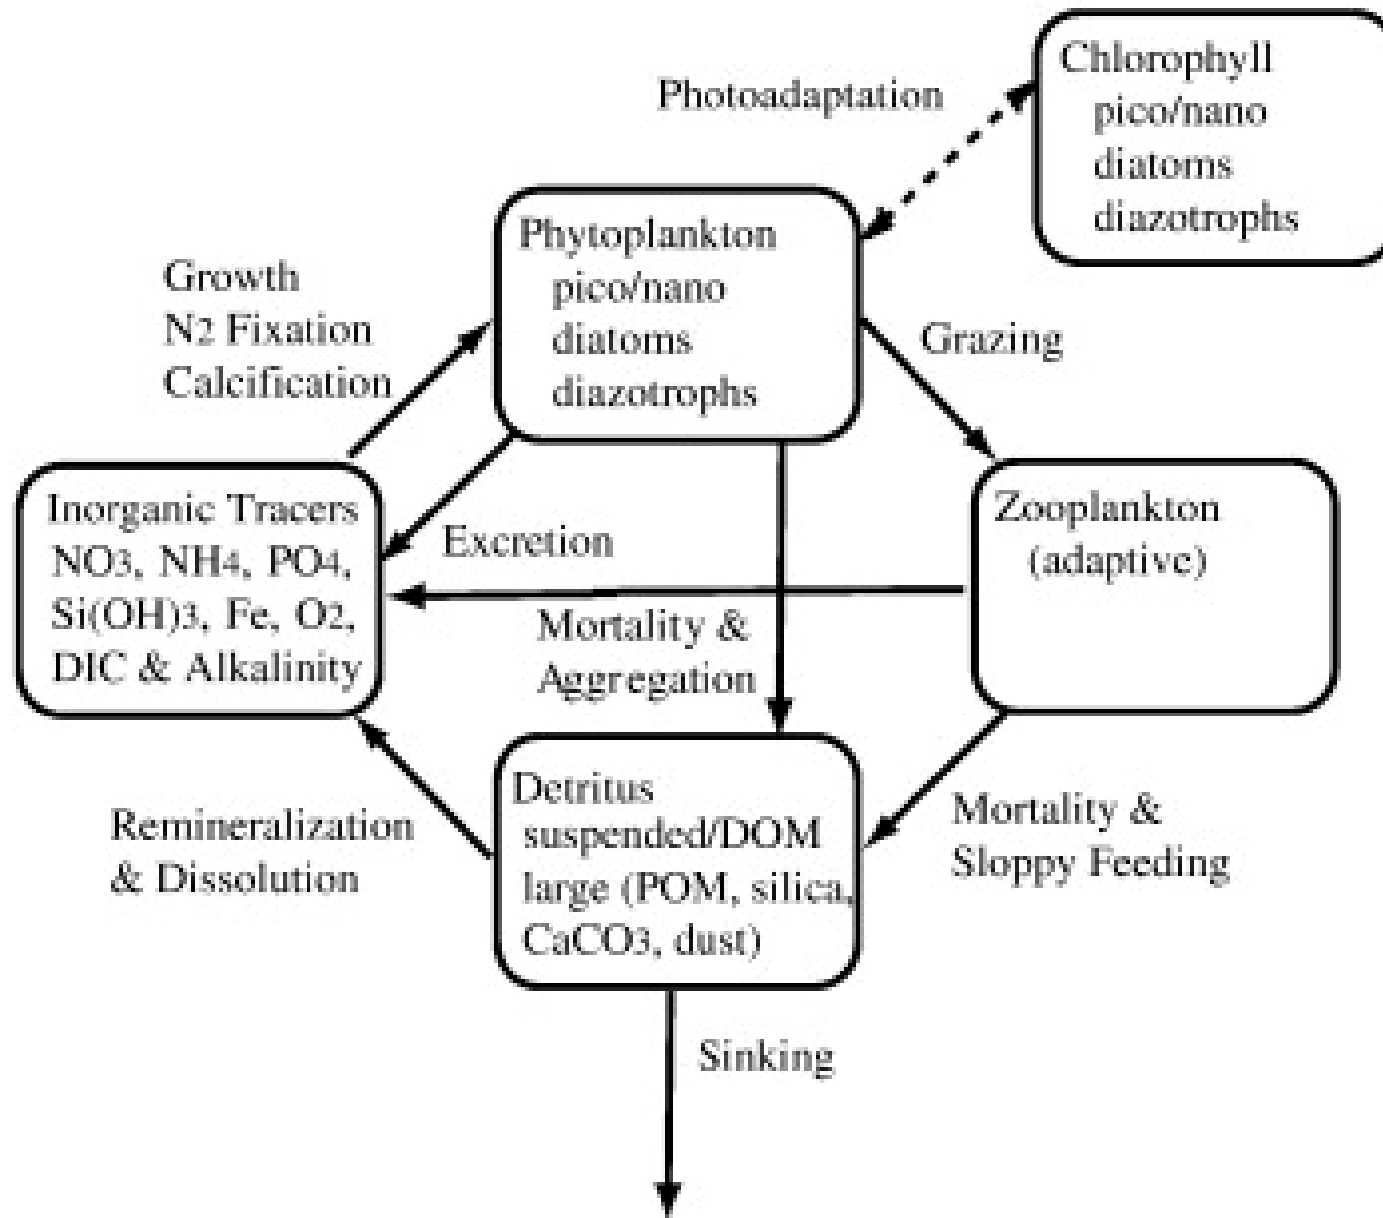 Chlorophyll
pico/nano
diatoms
diazotrophs
Photoadaptation
Phytoplankton
pico/nano
diatoms
diazotrophs
Growth
N2 Fixation
Calcification
Grazing
Inorganic Tracers
NO3, NH4, PO4,
Si(OH)3, Fe, O2,
DIC & Alkalinity
Excretion
Zooplankton
(adaptive)
Mortality &
Aggregation
Detritus
suspended/DOM
large (POM, silica,
CaCO3, dust)
Remineralization
& Dissolution
Mortality &
Sloppy Feeding
Sinking